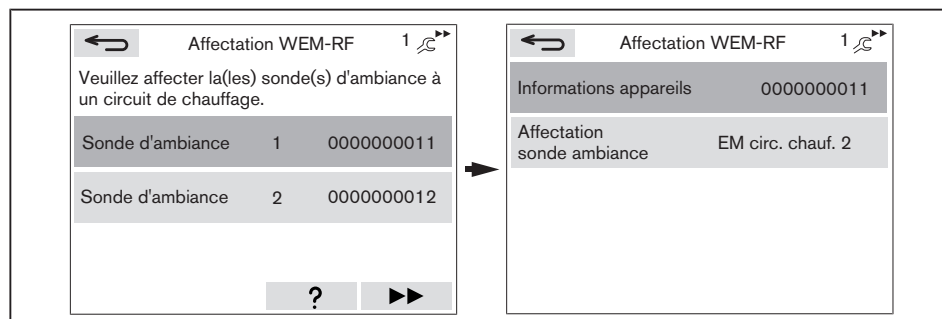 Affectation WEM-RF 1
Veuillez affecter la(les) sonde(s) d'ambiance à
un circuit de chauffage.
Sonde d'ambiance 1 0000000011
Sonde d'ambiance 2 0000000012
?
Affectation WEM-RF 1
Informations appareils 0000000011
Affectation
sonde ambiance EM circ. chauf. 2